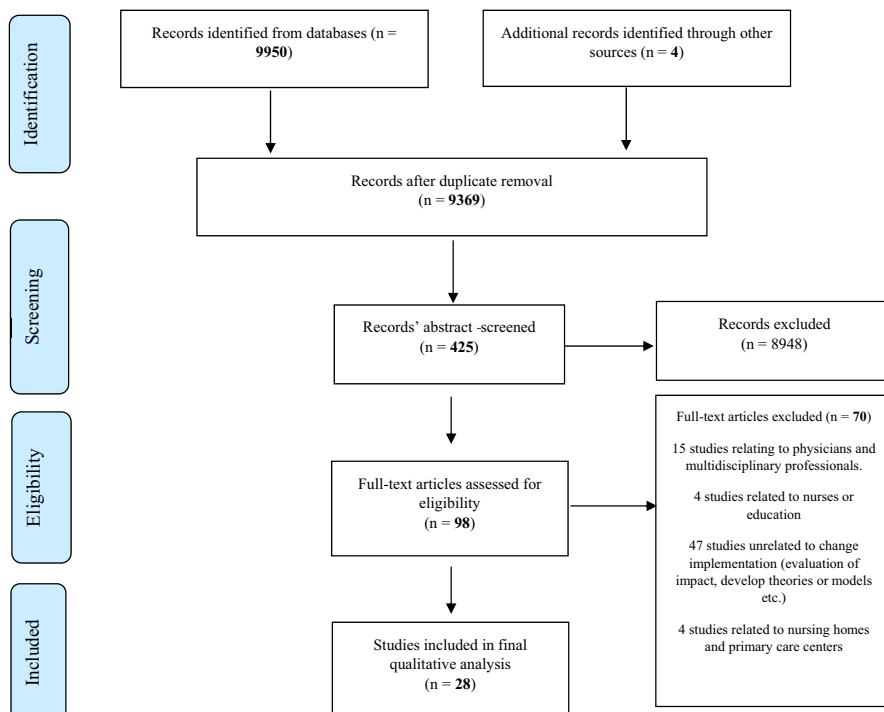 Identification
Records identified from databases (n =
9950)
Additional records identified through other
sources (n = 4)
Records after duplicate removal
(n = 9369)
Screening
Records’ abstract -screened
(n = 425)
Records excluded
(n = 8948)
Eligibility
Full-text articles assessed for
eligibility
(n = 98)
Full-text articles excluded (n = 70)
15 studies relating to physicians and
multidisciplinary professionals.
4 studies related to nurses or
education
47 studies unrelated to change
implementation (evaluation of
impact, develop theories or models
etc.)
4 studies related to nursing homes
and primary care centers
Included
Studies included in final
qualitative analysis
(n = 28)